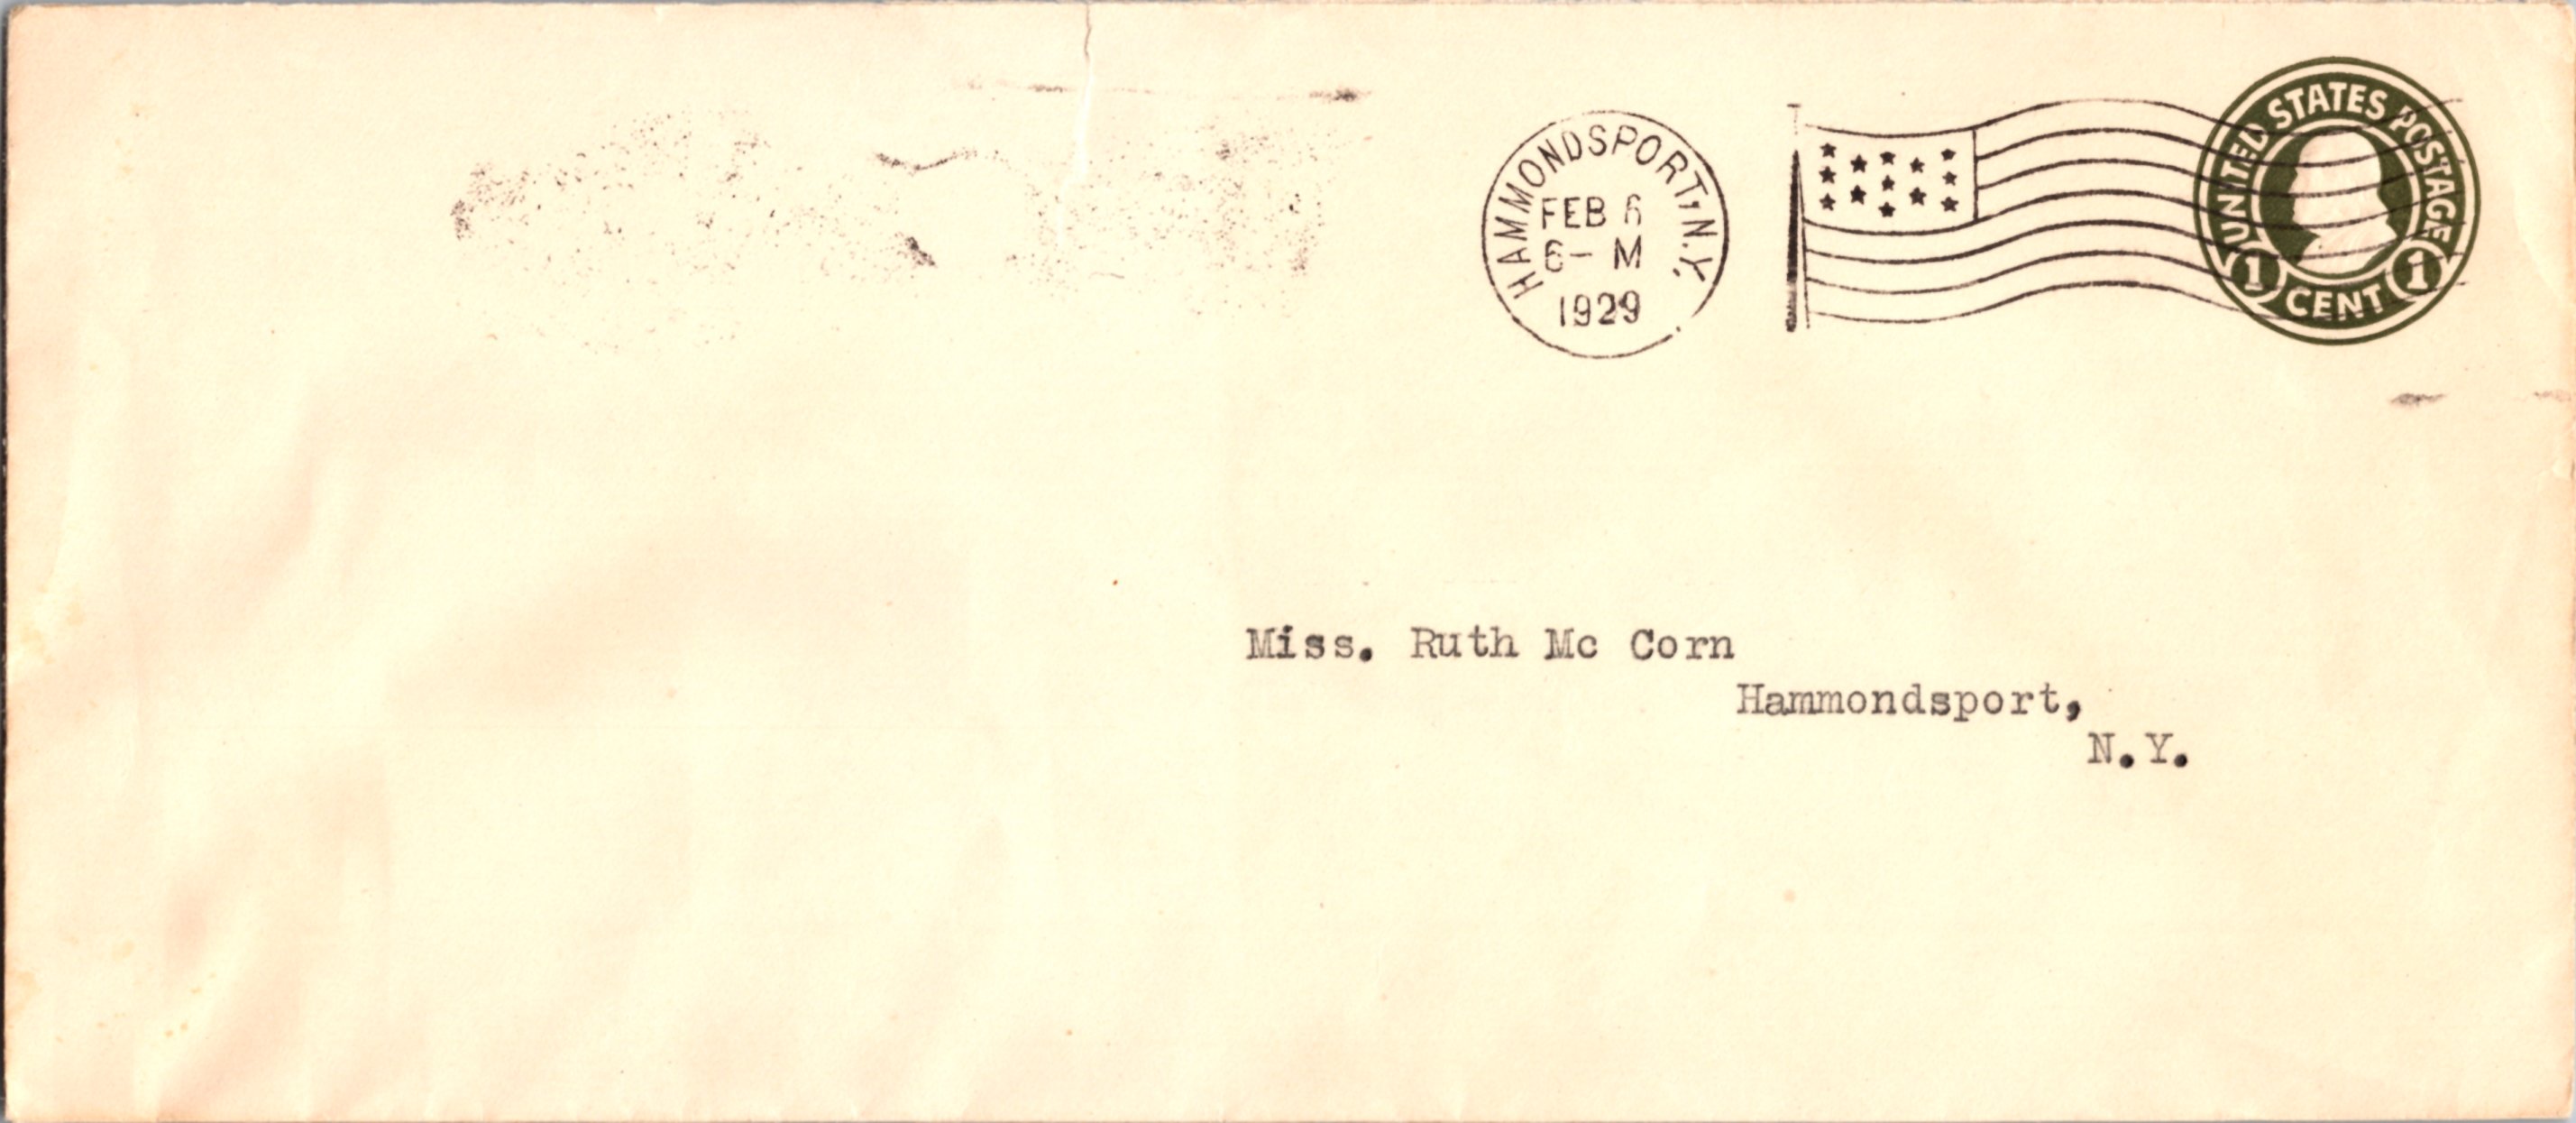 HAMMONDSPORT, N.Y.
FEB 6
6- M
1929
UNITED STATES POSTAGE
1 CENT 1
Miss. Ruth Mc Corn
Hammondsport,
N.Y.